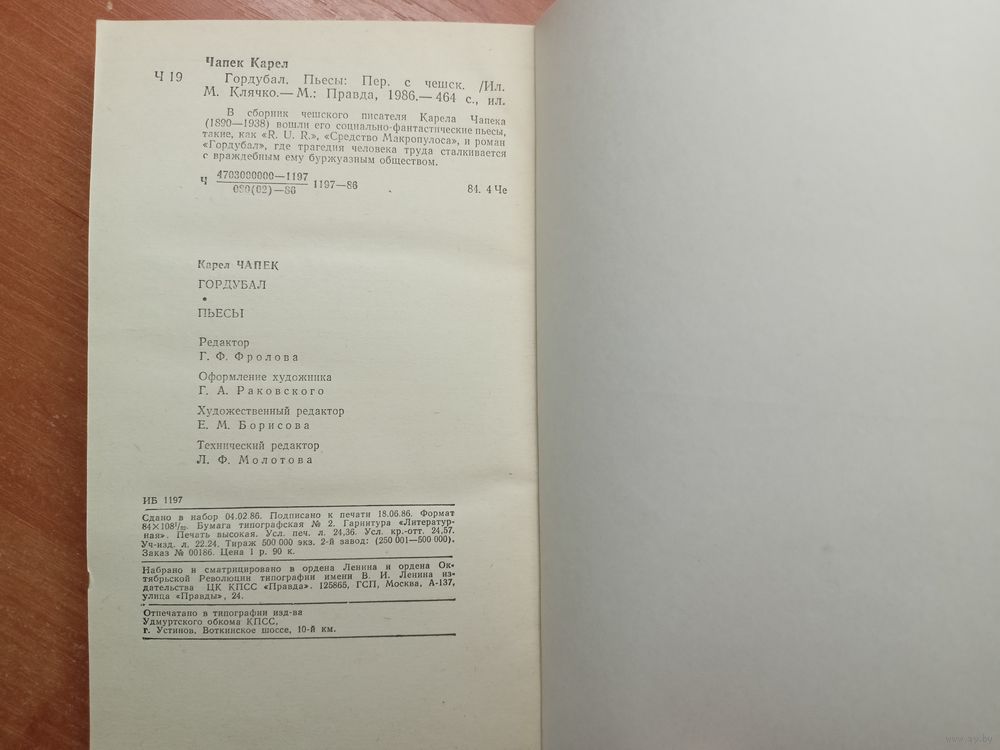 Чапек Карел
Ч 19 Гордубал. Пьесы: Пер. с чешск. /Ил.
М. Клячко.— М.: Правда, 1986.— 464 с., ил.
В сборник чешского писателя Карела Чапека
(1890—1938) вошли его социально-фантастические пьесы,
такие, как «R. U. R.», «Средство Макропулоса», и роман
«Гордубал», где трагедия человека труда сталкивается
с враждебным ему буржуазным обществом.
Ч 4703000000—1197
080(02)—86 1197—86 84. 4 Че
Карел ЧАПЕК
ГОРДУБАЛ
•
ПЬЕСЫ
Редактор
Г. Ф. Фролова
Оформление художника
Г. А. Раковского
Художественный редактор
Е. М. Борисова
Технический редактор
Л. Ф. Молотова
ИБ 1197
Сдано в набор 04.02.86. Подписано к печати 18.06.86. Формат
84×108¹/₃₂. Бумага типографская № 2. Гарнитура «Литератур-
ная». Печать высокая. Усл. печ. л. 24,36. Усл. кр.-отт. 24,57.
Уч-изд. л. 22.24. Тираж 500 000 экз. 2-й завод: (250 001—500 000).
Заказ № 00186. Цена 1 р. 90 к.
Набрано и сматрицировано в ордена Ленина и ордена Ок-
тябрьской Революции типографии имени В. И. Ленина из-
дательства ЦК КПСС «Правда». 125865, ГСП, Москва, А-137,
улица «Правды», 24.
Отпечатано в типографии изд-ва
Удмуртского обкома КПСС,
г. Устинов, Воткинское шоссе, 10-й км.
www.ay.by